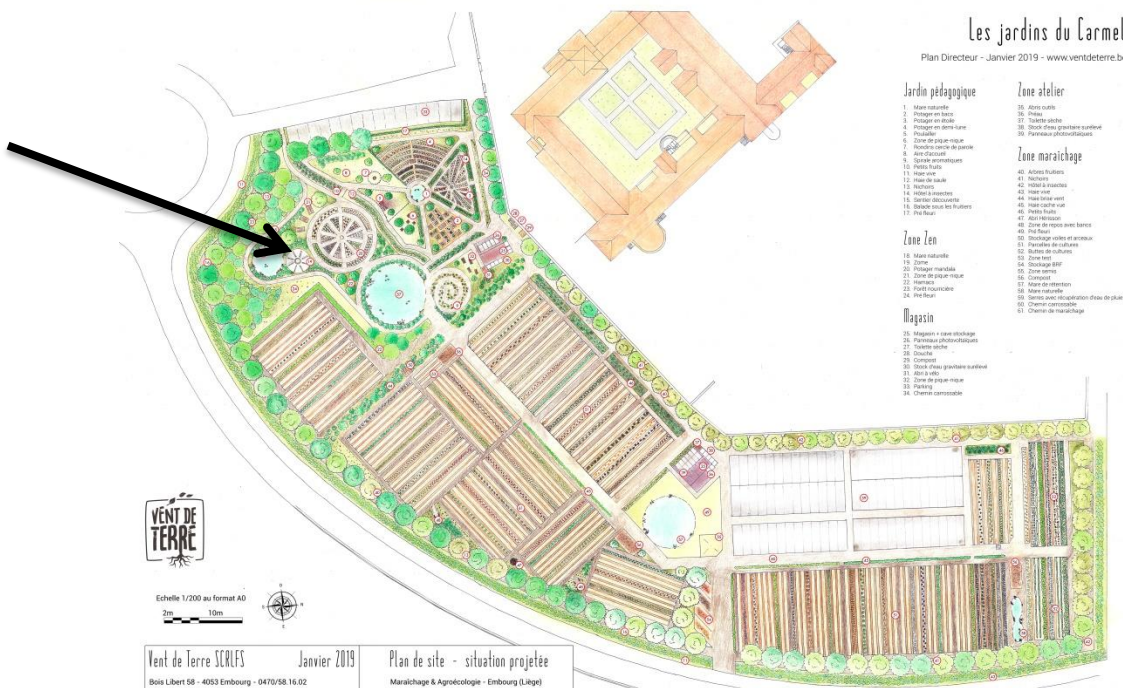 Les jardins du Carmel
Plan Directeur - Janvier 2019 - www.ventdeterre.be
Jardin pédagogique
1. Mare naturelle
2. Potager en bacs
3. Potager en étoile
4. Potager en demi-lune
5. Poulailler
6. Zone de pique-nique
7. Rondins cercle de parole
8. Aire d'accueil
9. Spirale aromatiques
10. Petits fruits
11. Haie vive
12. Haie de saule
13. Nichoirs
14. Hôtel à insectes
15. Sentier découverte
16. Balade sous les fruitiers
17. Pré fleuri
Zone Zen
18. Mare naturelle
19. Zome
20. Potager mandala
21. Zone de pique-nique
22. Hamacs
23. Forêt nourricière
24. Pré fleuri
Magasin
25. Magasin + cave stockage
26. Panneaux photovoltaïques
27. Toilette sèche
28. Douche
29. Compost
30. Stock d'eau gravitaire surélevé
31. Abri à vélo
32. Zone de pique-nique
33. Parking
34. Chemin carrossable
Zone atelier
35. Abris outils
36. Préau
37. Toilette sèche
38. Stock d'eau gravitaire surélevé
39. Panneaux photovoltaïques
Zone maraîchage
40. Arbres fruitiers
41. Nichoirs
42. Hôtel à insectes
43. Haie vive
44. Haie brise vent
45. Haie cache vue
46. Petits fruits
47. Abri Hérisson
48. Zone de repos avec bancs
49. Pré fleuri
50. Stockage voiles et arceaux
51. Parcelles de cultures
52. Buttes de cultures
53. Zone test
54. Stockage BRF
55. Zone semis
56. Compost
57. Mare de rétention
58. Mare naturelle
59. Serres avec récupération d'eau de pluie
60. Chemin carrossable
61. Chemin de maraîchage
VENT DE
TERRE
Echelle 1/200 au format A0
2m 10m
Vent de Terre SCRLFS Janvier 2019
Bois Libert 58 - 4053 Embourg - 0470/58.16.02
Plan de site - situation projetée
Maraîchage & Agroécologie - Embourg (Liège)